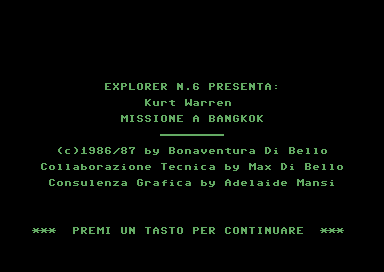 EXPLORER N.6 PRESENTA:
Kurt Warren
MISSIONE A BANGKOK
(c)1986/87 by Bonaventura Di Bello
Collaborazione Tecnica by Max Di Bello
Consulenza Grafica by Adelaide Mansi
*** PREMI UN TASTO PER CONTINUARE ***